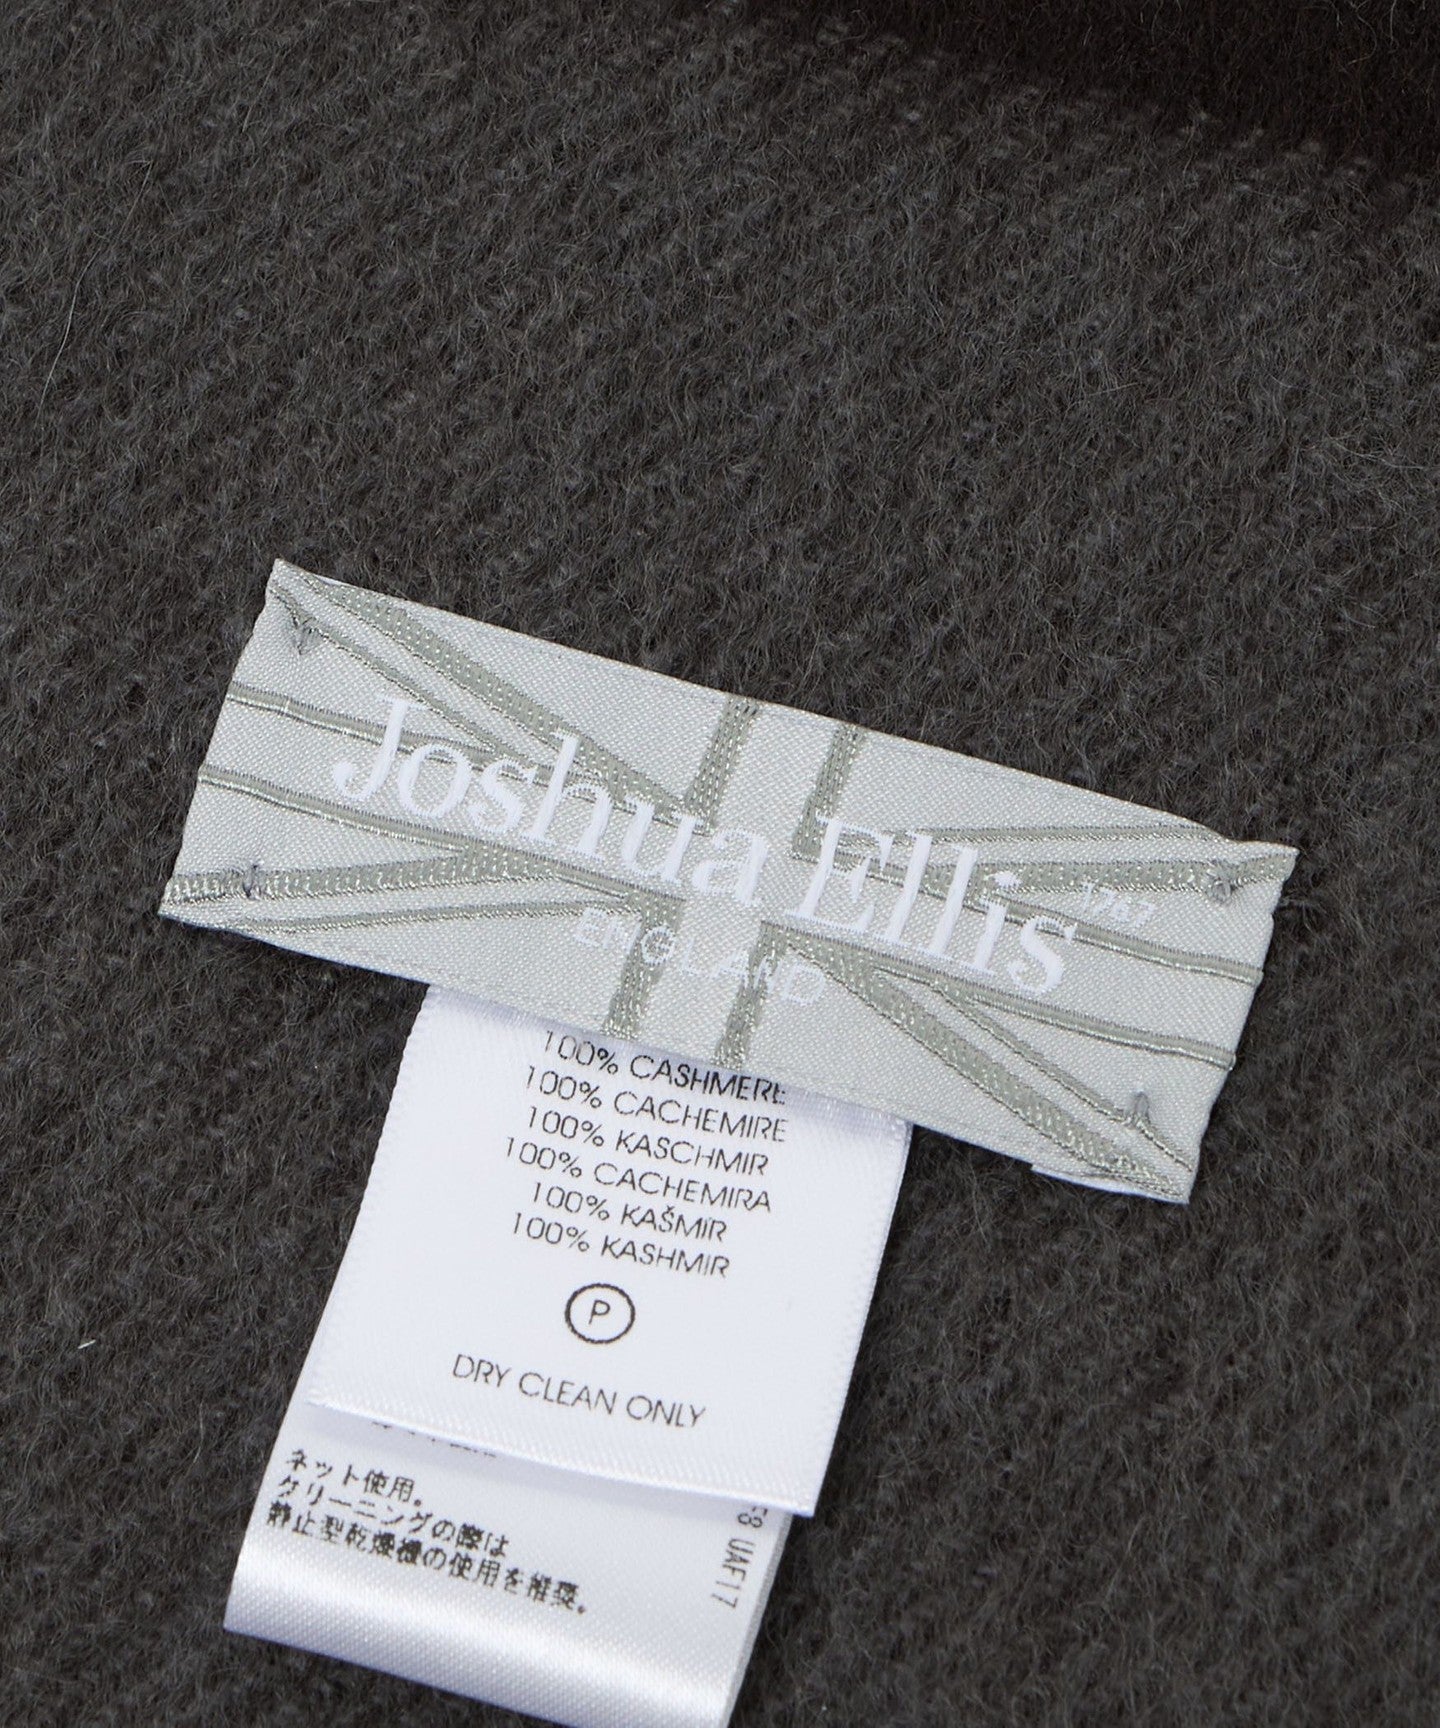 Joshua Ellis 1767
ENGLAND
100% CASHMERE
100% CACHEMIRE
100% KASCHMIR
100% CACHEMIRA
100% KAŠMIR
100% KASHMIR
P
DRY CLEAN ONLY
ネット使用。
クリーニングの際は
静止型乾燥機の使用を推奨。
UAF17